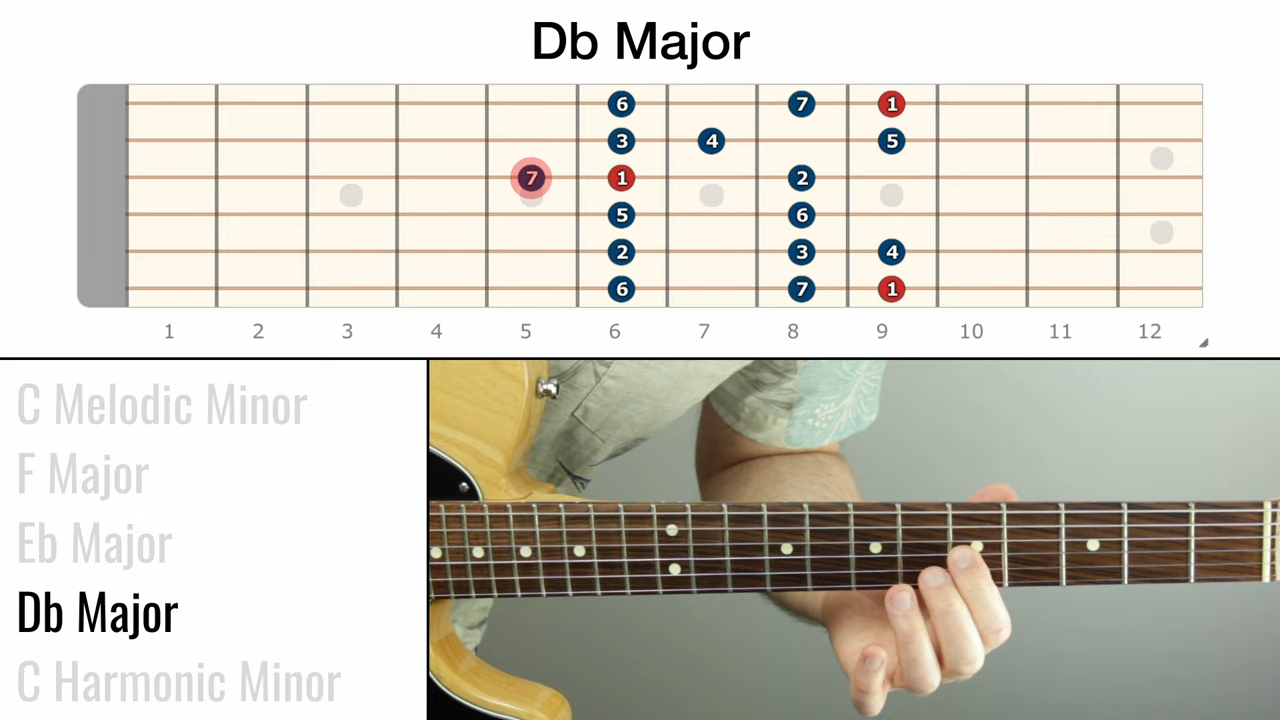 Db Major
6 7 1
3 4 5
7 1 2
5 6
2 3 4
6 7 1
1 2 3 4 5 6 7 8 9 10 11 12
C Melodic Minor
F Major
Eb Major
Db Major
C Harmonic Minor